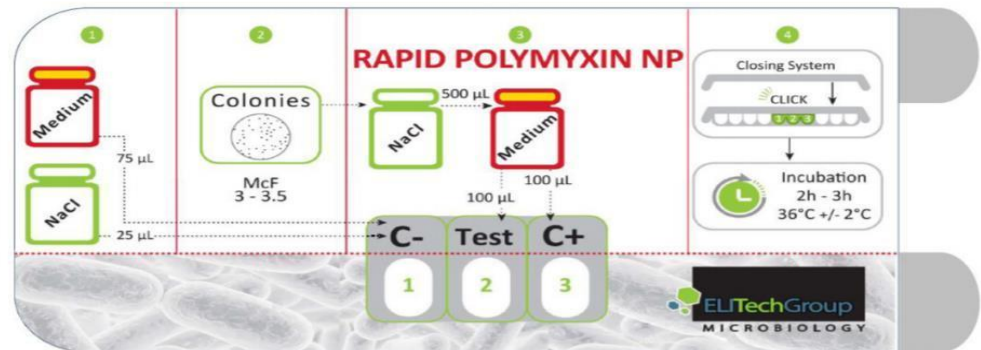 1
Medium
75 µL
NaCl
25 µL
2
Colonies
McF
3 - 3.5
3
RAPID POLYMYXIN NP
NaCl
500 µL
Medium
100 µL
100 µL
C-
Test
C+
1
2
3
4
Closing System
CLICK
1 2 3
Incubation
2h - 3h
36°C +/- 2°C
ELITechGroup
MICROBIOLOGY